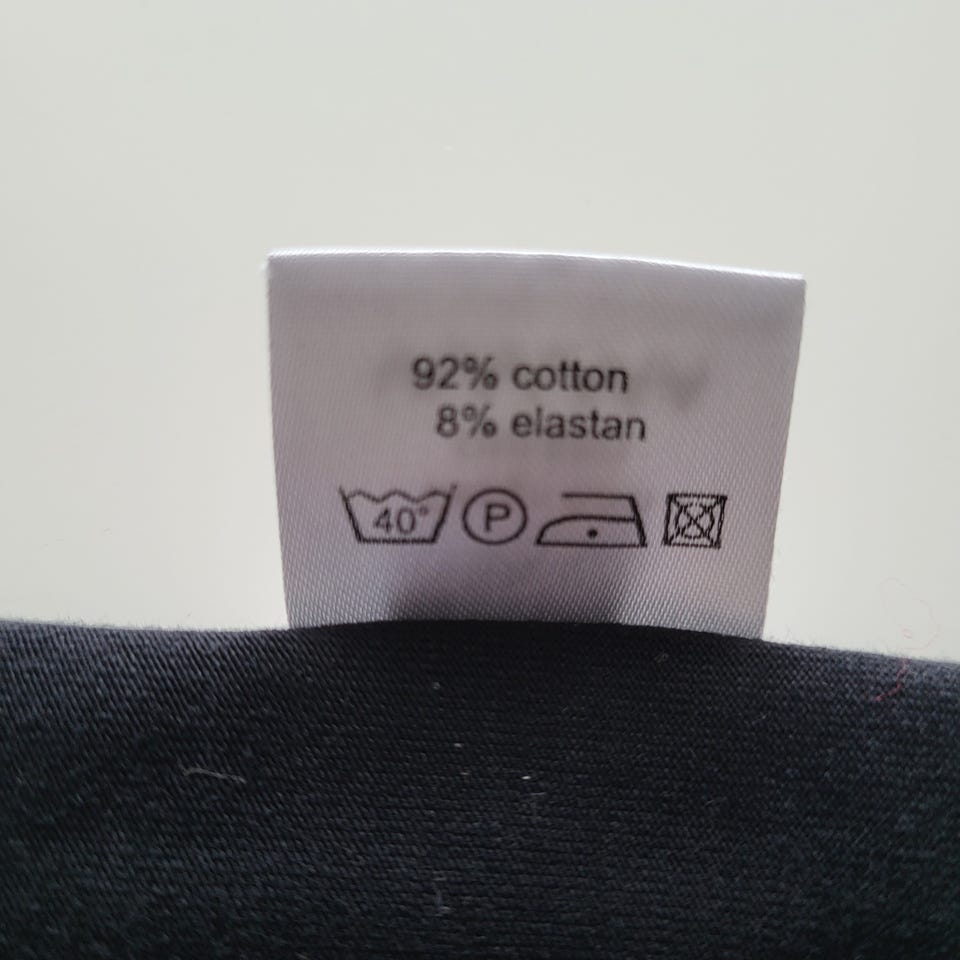 92% cotton
8% elastan
40° P